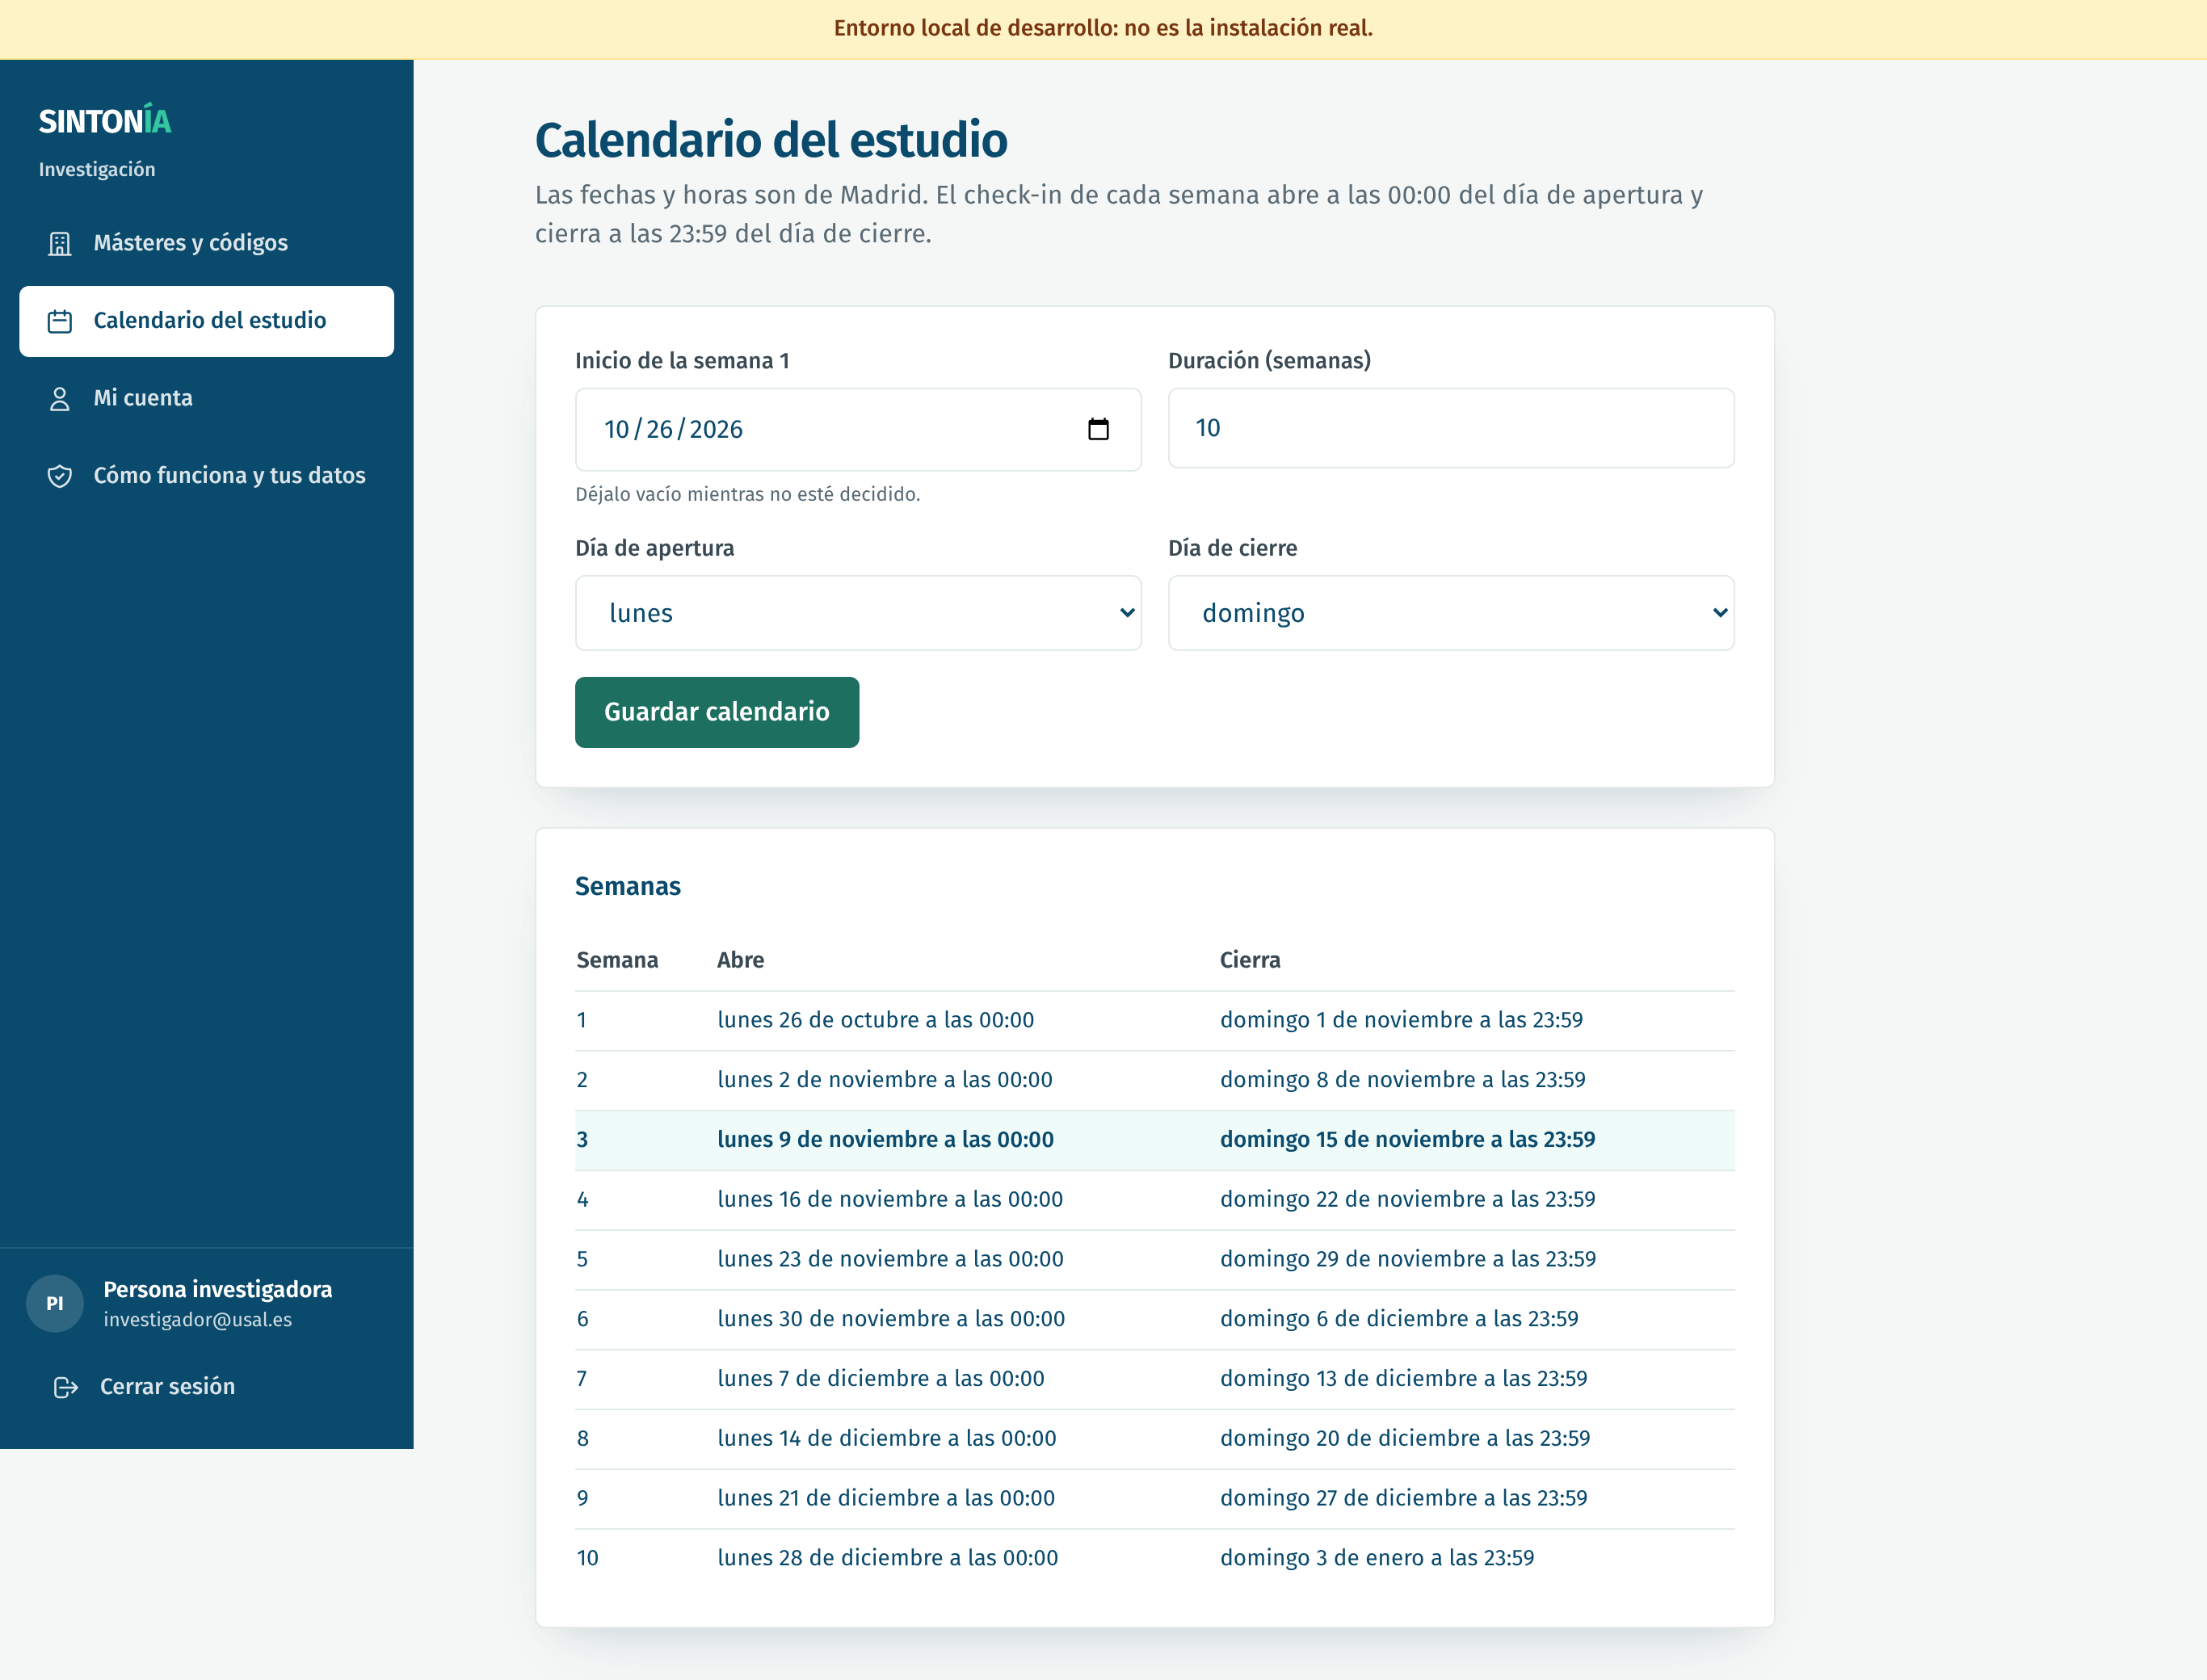 Entorno local de desarrollo: no es la instalación real.
SINTONÍA
Investigación
Másteres y códigos
Calendario del estudio
Mi cuenta
Cómo funciona y tus datos
PI
Persona investigadora
investigador@usal.es
Cerrar sesión
Calendario del estudio
Las fechas y horas son de Madrid. El check-in de cada semana abre a las 00:00 del día de apertura y
cierra a las 23:59 del día de cierre.
Inicio de la semana 1
10/26/2026
Déjalo vacío mientras no esté decidido.
Duración (semanas)
10
Día de apertura
lunes
Día de cierre
domingo
Guardar calendario
Semanas
Semana Abre Cierra
1 lunes 26 de octubre a las 00:00 domingo 1 de noviembre a las 23:59
2 lunes 2 de noviembre a las 00:00 domingo 8 de noviembre a las 23:59
3 lunes 9 de noviembre a las 00:00 domingo 15 de noviembre a las 23:59
4 lunes 16 de noviembre a las 00:00 domingo 22 de noviembre a las 23:59
5 lunes 23 de noviembre a las 00:00 domingo 29 de noviembre a las 23:59
6 lunes 30 de noviembre a las 00:00 domingo 6 de diciembre a las 23:59
7 lunes 7 de diciembre a las 00:00 domingo 13 de diciembre a las 23:59
8 lunes 14 de diciembre a las 00:00 domingo 20 de diciembre a las 23:59
9 lunes 21 de diciembre a las 00:00 domingo 27 de diciembre a las 23:59
10 lunes 28 de diciembre a las 00:00 domingo 3 de enero a las 23:59